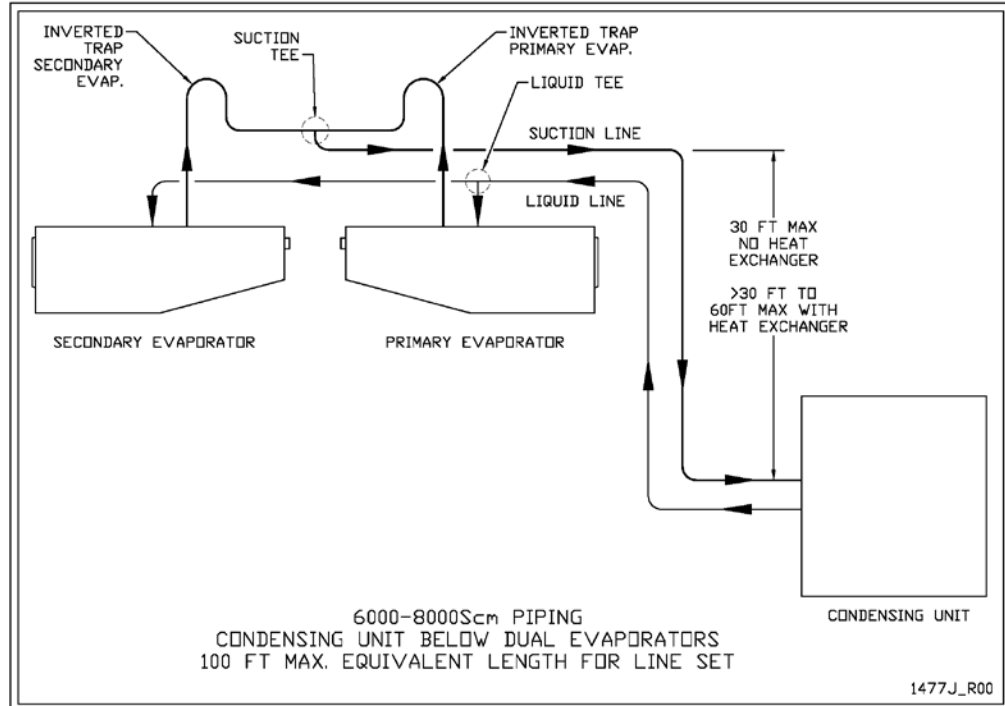 INVERTED
TRAP
SECONDARY
EVAP.
SUCTION
TEE
INVERTED TRAP
PRIMARY EVAP.
LIQUID TEE
SUCTION LINE
LIQUID LINE
30 FT MAX
NO HEAT
EXCHANGER
>30 FT TO
60FT MAX WITH
HEAT EXCHANGER
SECONDARY EVAPORATOR
PRIMARY EVAPORATOR
CONDENSING UNIT
6000-8000Scm PIPING
CONDENSING UNIT BELOW DUAL EVAPORATORS
100 FT MAX. EQUIVALENT LENGTH FOR LINE SET
1477J_R00